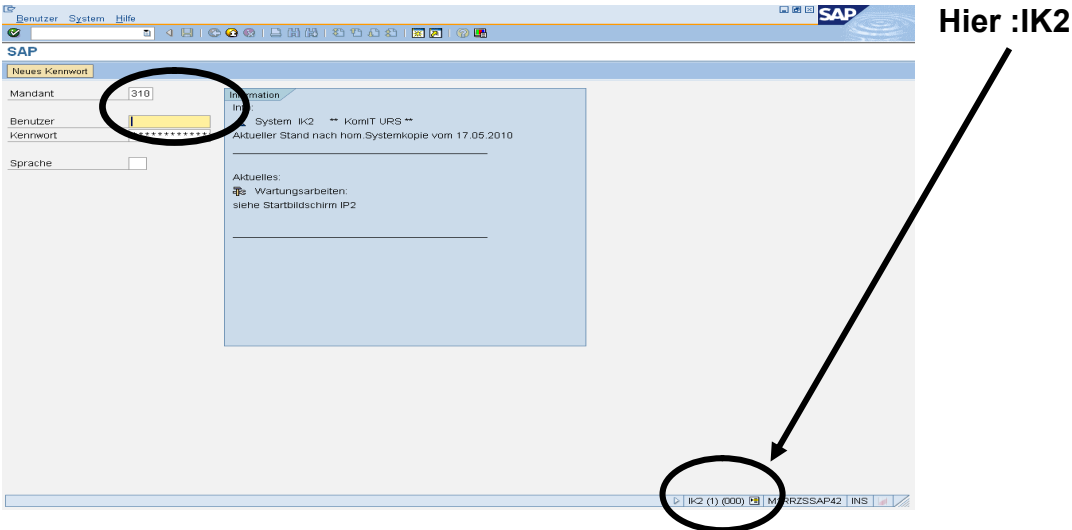 Benutzer System Hilfe
SAP
Hier :IK2
SAP
Neues Kennwort
Mandant 310
Information
Benutzer
System IK2 ** KomIT URS **
Kennwort ************
Aktueller Stand nach hom.Systemkopie vom 17.05.2010
Sprache
Aktuelles:
Wartungsarbeiten:
siehe Startbildschirm IP2
IK2 (1) (000) INS